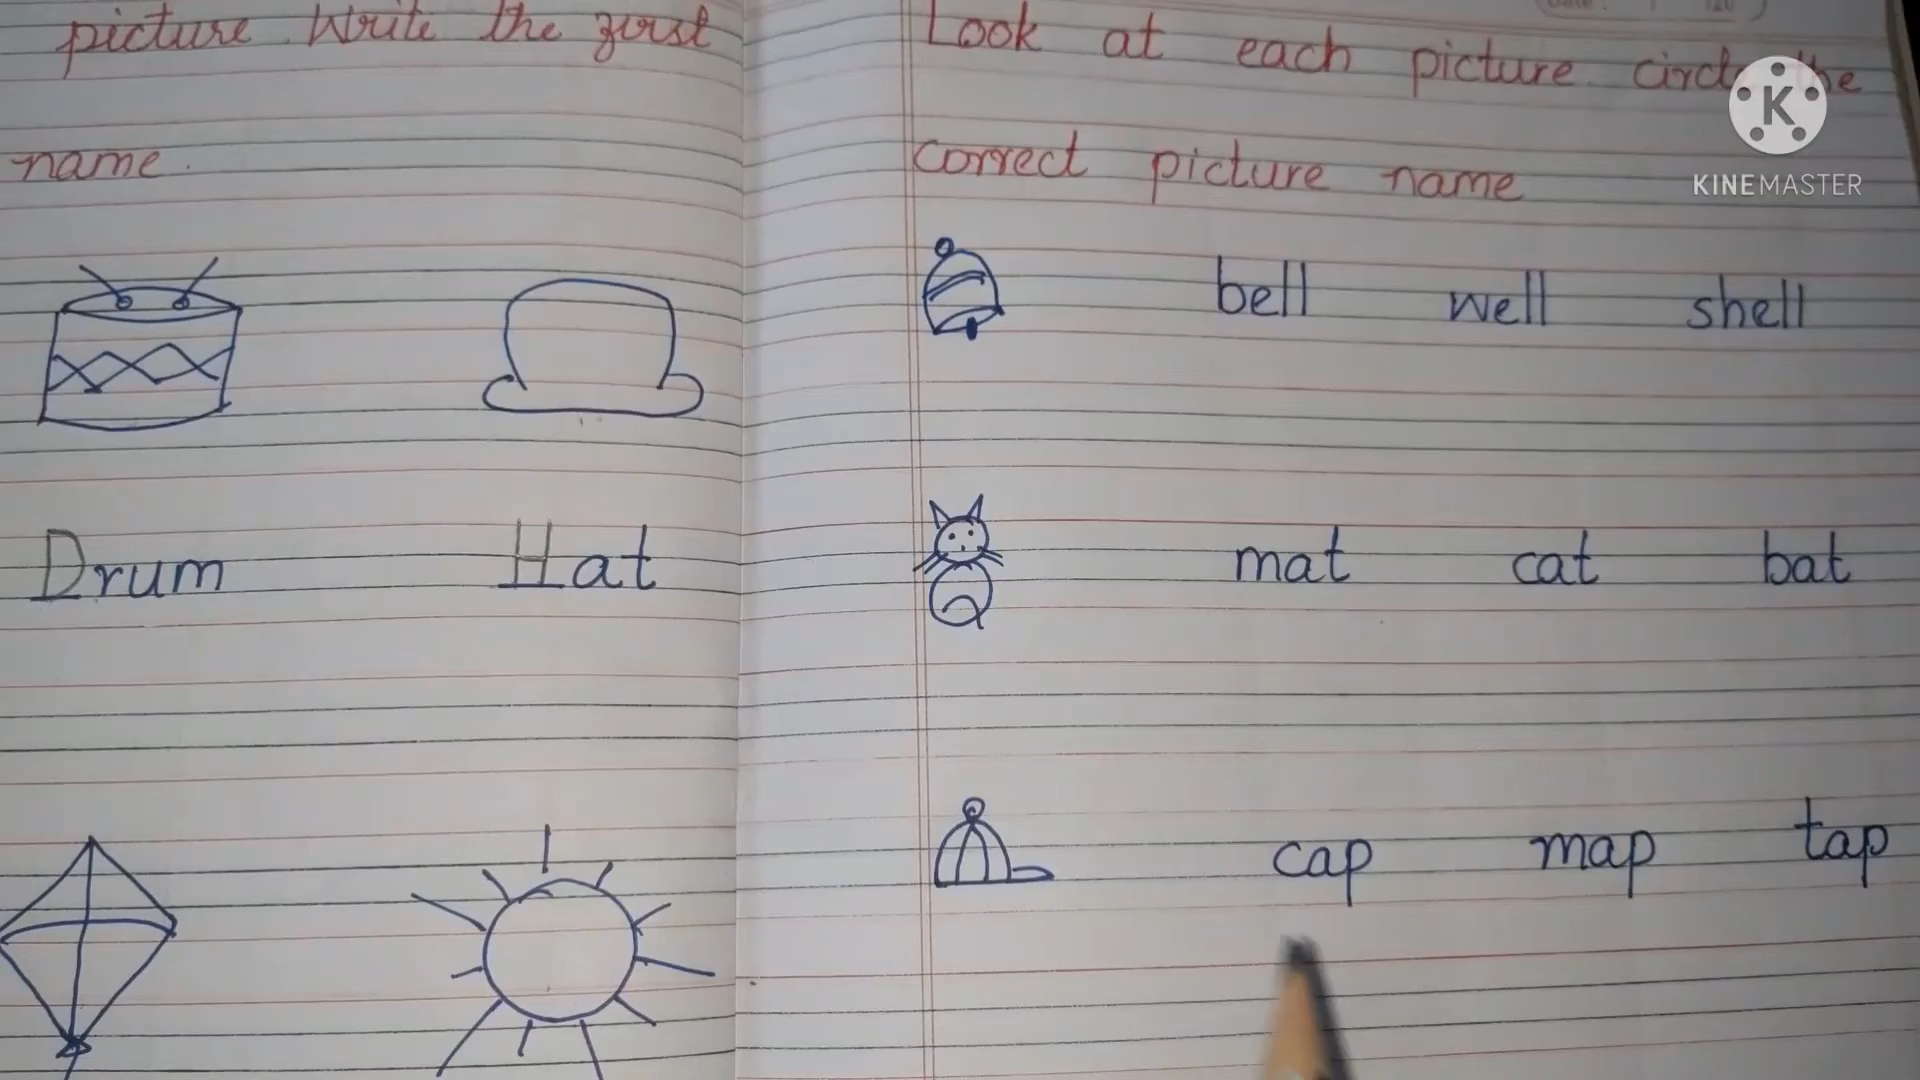 picture. Write the first
name.
Drum Hat
Look at each picture circle the
correct picture name
bell well shell
mat cat bat
cap map tap
KINEMASTER